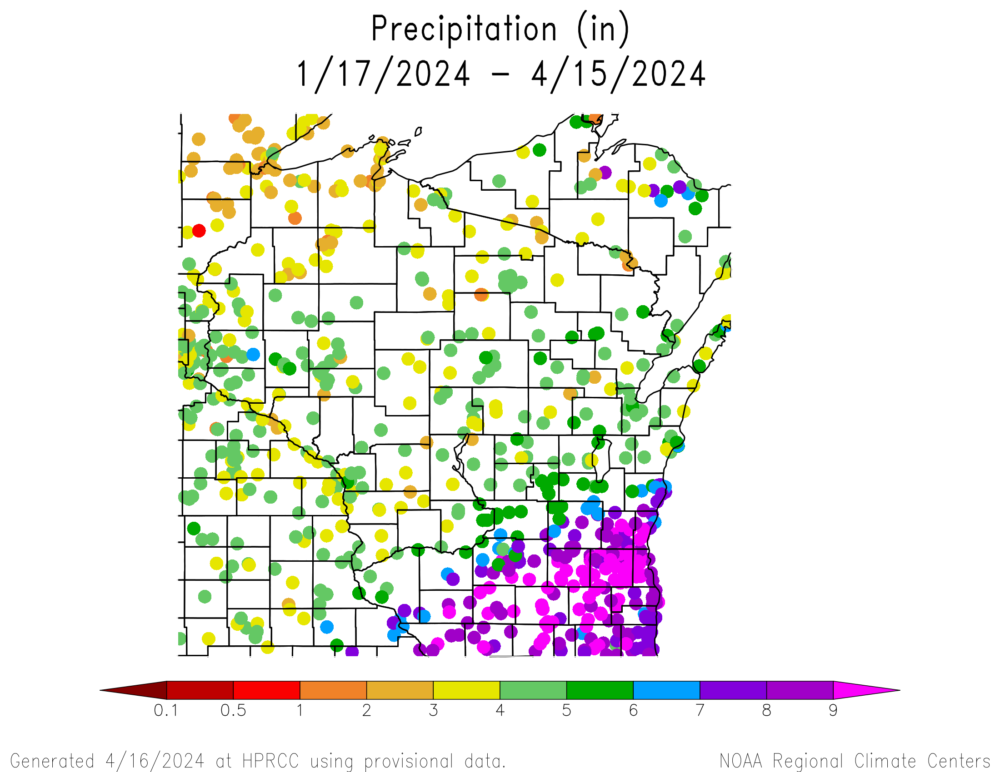 Precipitation (in)
1/17/2024 – 4/15/2024
0.1 0.5 1 2 3 4 5 6 7 8 9
Generated 4/16/2024 at HPRCC using provisional data. NOAA Regional Climate Centers